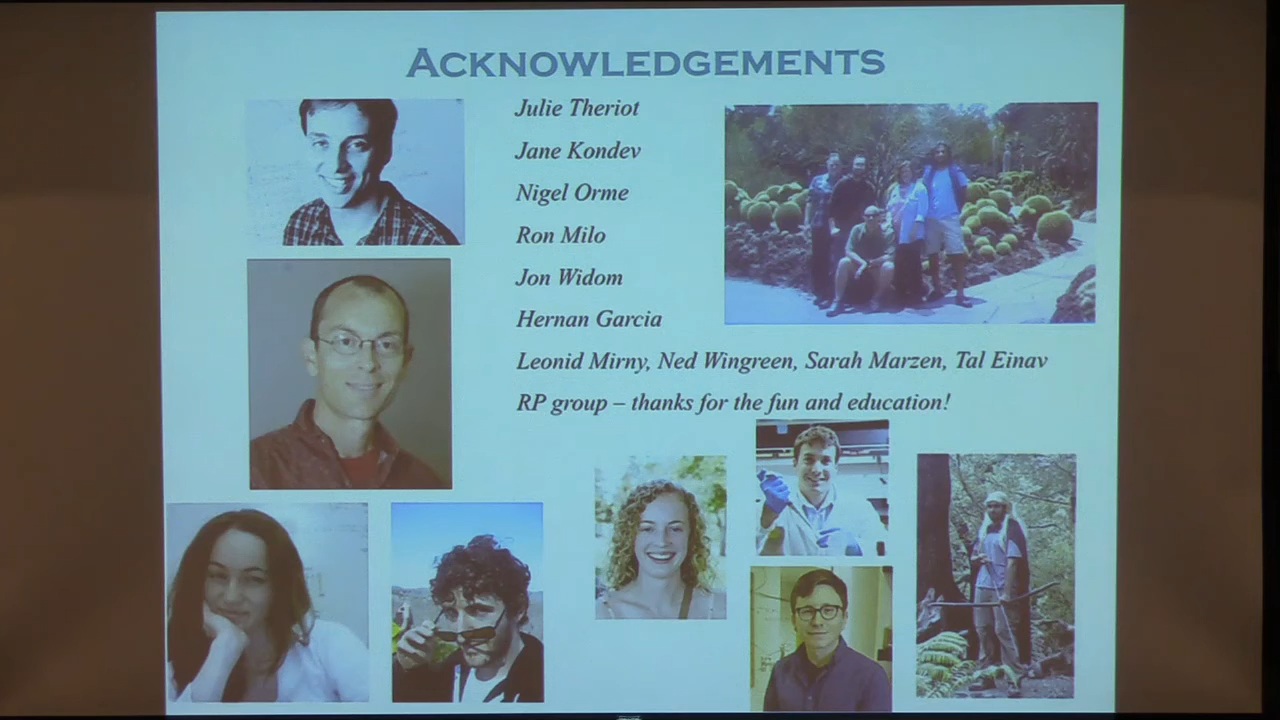 ACKNOWLEDGEMENTS
Julie Theriot
Jane Kondev
Nigel Orme
Ron Milo
Jon Widom
Hernan Garcia
Leonid Mirny, Ned Wingreen, Sarah Marzen, Tal Einav
RP group – thanks for the fun and education!